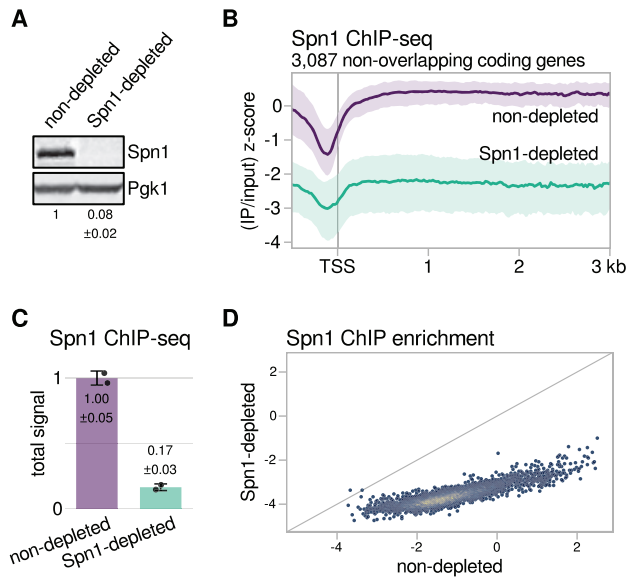 A
non-depleted
Spn1-depleted
Spn1
Pgk1
1
0.08
±0.02
B
Spn1 ChIP-seq
3,087 non-overlapping coding genes
(IP/input) z-score
0
-1
-2
-3
-4
non-depleted
Spn1-depleted
TSS
1
2
3 kb
C
Spn1 ChIP-seq
total signal
1
0
1.00
±0.05
0.17
±0.03
non-depleted
Spn1-depleted
D
Spn1 ChIP enrichment
Spn1-depleted
2
0
-2
-4
-4
-2
0
2
non-depleted